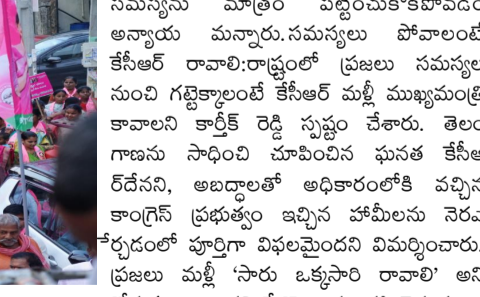 సమస్యను మాత్రం పట్టించుకోకపోవడం
అన్యాయ మన్నారు.సమస్యలు పోవాలంటే
కేసీఆర్ రావాలి:రాష్ట్రంలో ప్రజలు సమస్యల
నుంచి గట్టెక్కాలంటే కేసీఆర్ మళ్లీ ముఖ్యమంత్రి
కావాలని కార్తీక్ రెడ్డి స్పష్టం చేశారు. తెలం
గాణను సాధించి చూపించిన ఘనత కేసీఆ
ర్‌దేనని, అబద్ధాలతో అధికారంలోకి వచ్చిన
కాంగ్రెస్ ప్రభుత్వం ఇచ్చిన హామీలను నెరవ
ేర్చడంలో పూర్తిగా విఫలమైందని విమర్శించారు.
ప్రజలు మళ్లీ ‘సారు ఒక్కసారి రావాలి’ అని